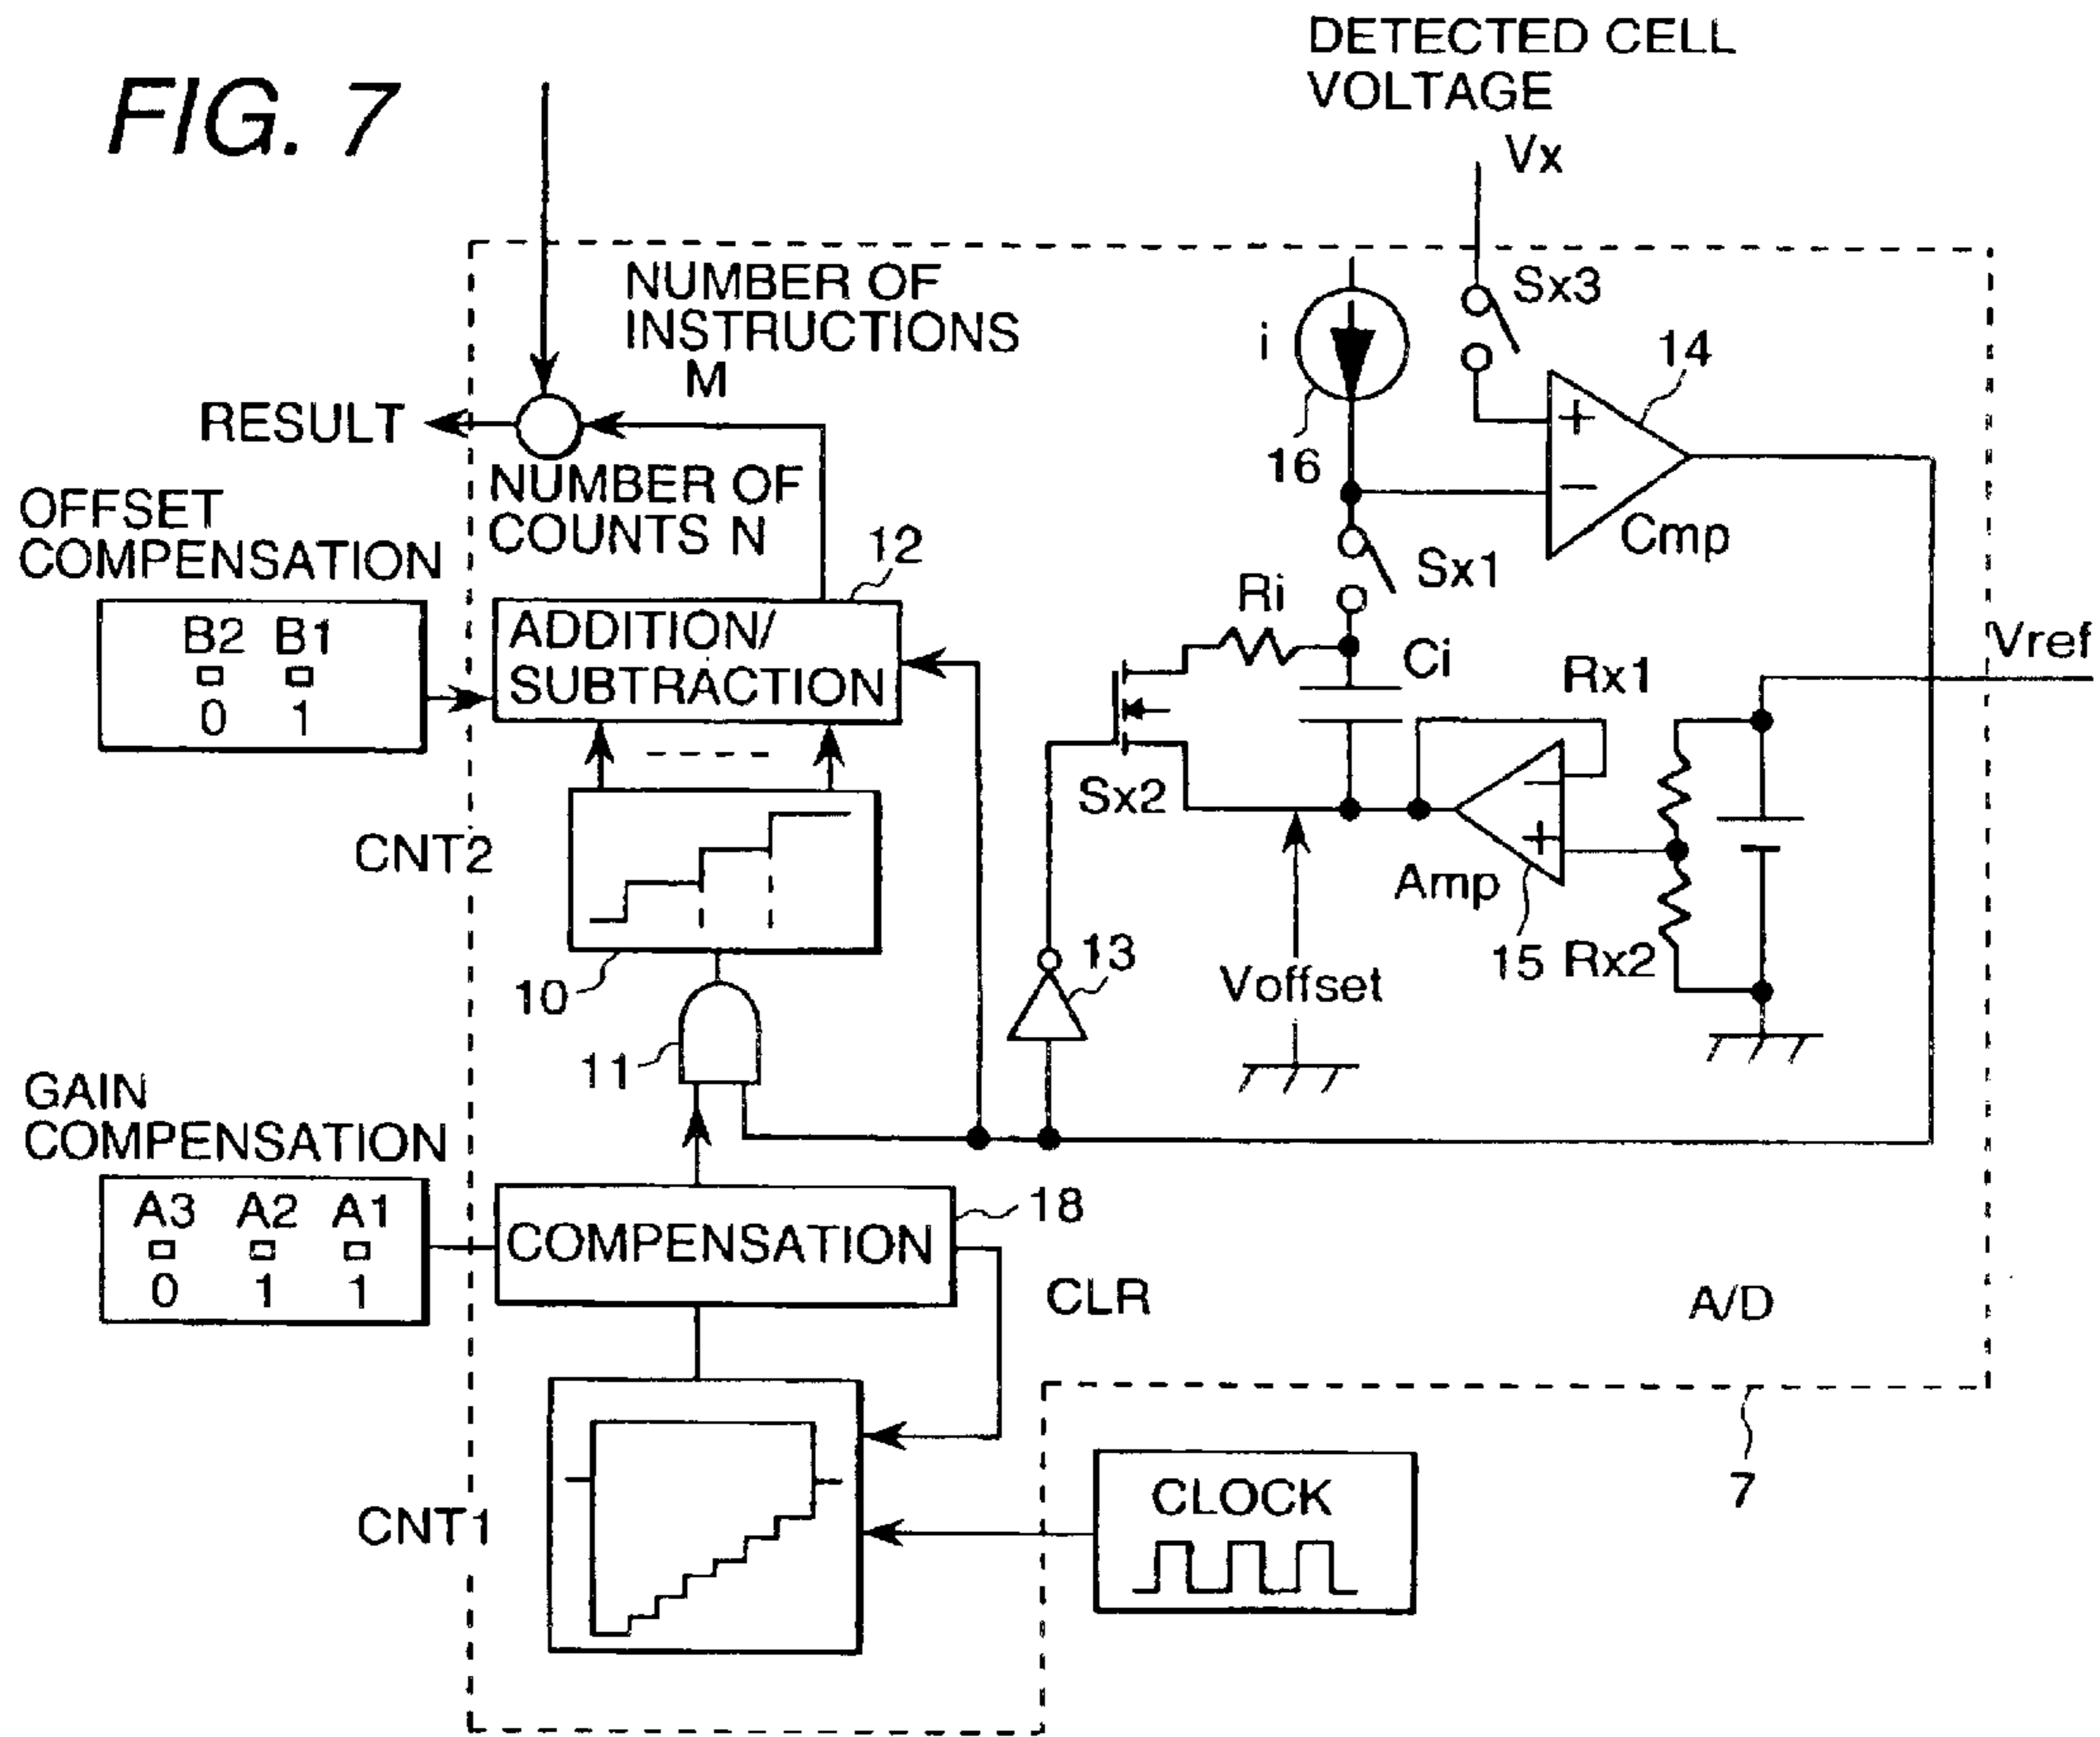 FIG. 7
DETECTED CELL
VOLTAGE
Vx
NUMBER OF
INSTRUCTIONS
M
Sx3
i
14
16
+
−
Cmp
RESULT
NUMBER OF
COUNTS N
12
OFFSET
COMPENSATION
B2 B1
0 1
ADDITION/
SUBTRACTION
Sx1
Ri
Ci
Rx1
Vref
Sx2
−
+
Amp
15
Rx2
CNT2
10
11
13
Voffset
GAIN
COMPENSATION
A3 A2 A1
0 1 1
COMPENSATION
18
CLR
A/D
7
CNT1
CLOCK